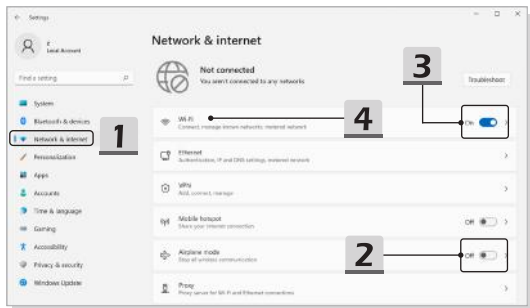 Settings
Network & internet
Local Account
Find a setting
System
Bluetooth & devices
Network & internet
Personalization
Apps
Accounts
Time & language
Gaming
Accessibility
Privacy & security
Windows Update
1
Not connected
You aren't connected to any networks
Troubleshoot
3
Wi-Fi
Connect, manage known networks, metered network
4
On
Ethernet
Authentication, IP and DNS settings, metered network
VPN
Add, connect, manage
Mobile hotspot
Share your internet connection
Off
2
Airplane mode
Stop all wireless communication
Off
Proxy
Proxy server for Wi-Fi and Ethernet connections